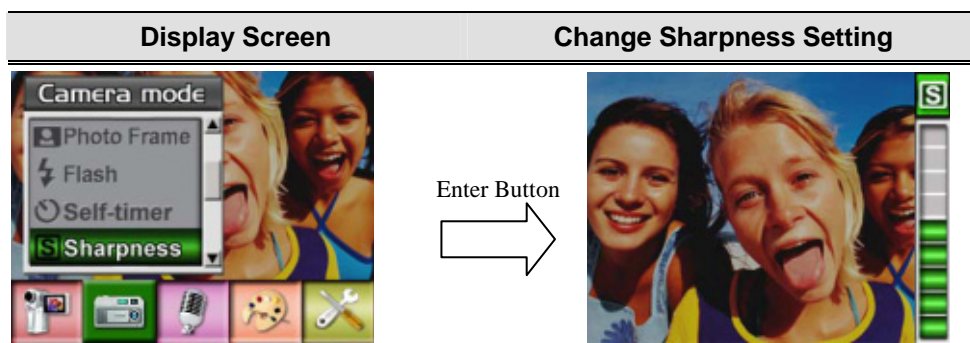 Display Screen
Change Sharpness Setting
Camera mode
Photo Frame
Flash
Self-timer
S Sharpness
Enter Button
S